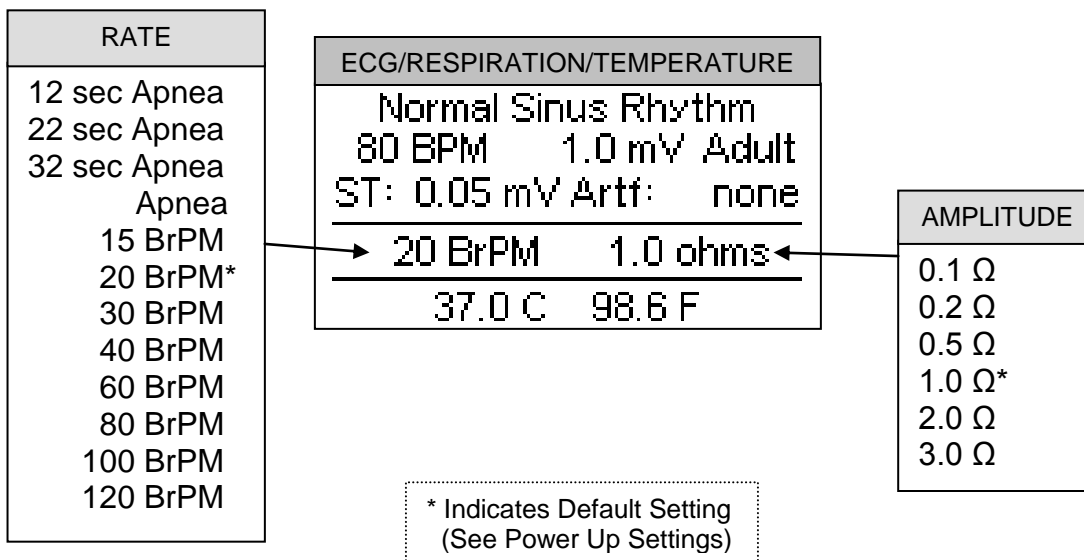 RATE
12 sec Apnea
22 sec Apnea
32 sec Apnea
Apnea
15 BrPM
20 BrPM*
30 BrPM
40 BrPM
60 BrPM
80 BrPM
100 BrPM
120 BrPM
ECG/RESPIRATION/TEMPERATURE
Normal Sinus Rhythm
80 BPM 1.0 mV Adult
ST: 0.05 mV Artf: none
20 BrPM 1.0 ohms
37.0 C 98.6 F
AMPLITUDE
0.1 Ω
0.2 Ω
0.5 Ω
1.0 Ω*
2.0 Ω
3.0 Ω
* Indicates Default Setting
(See Power Up Settings)